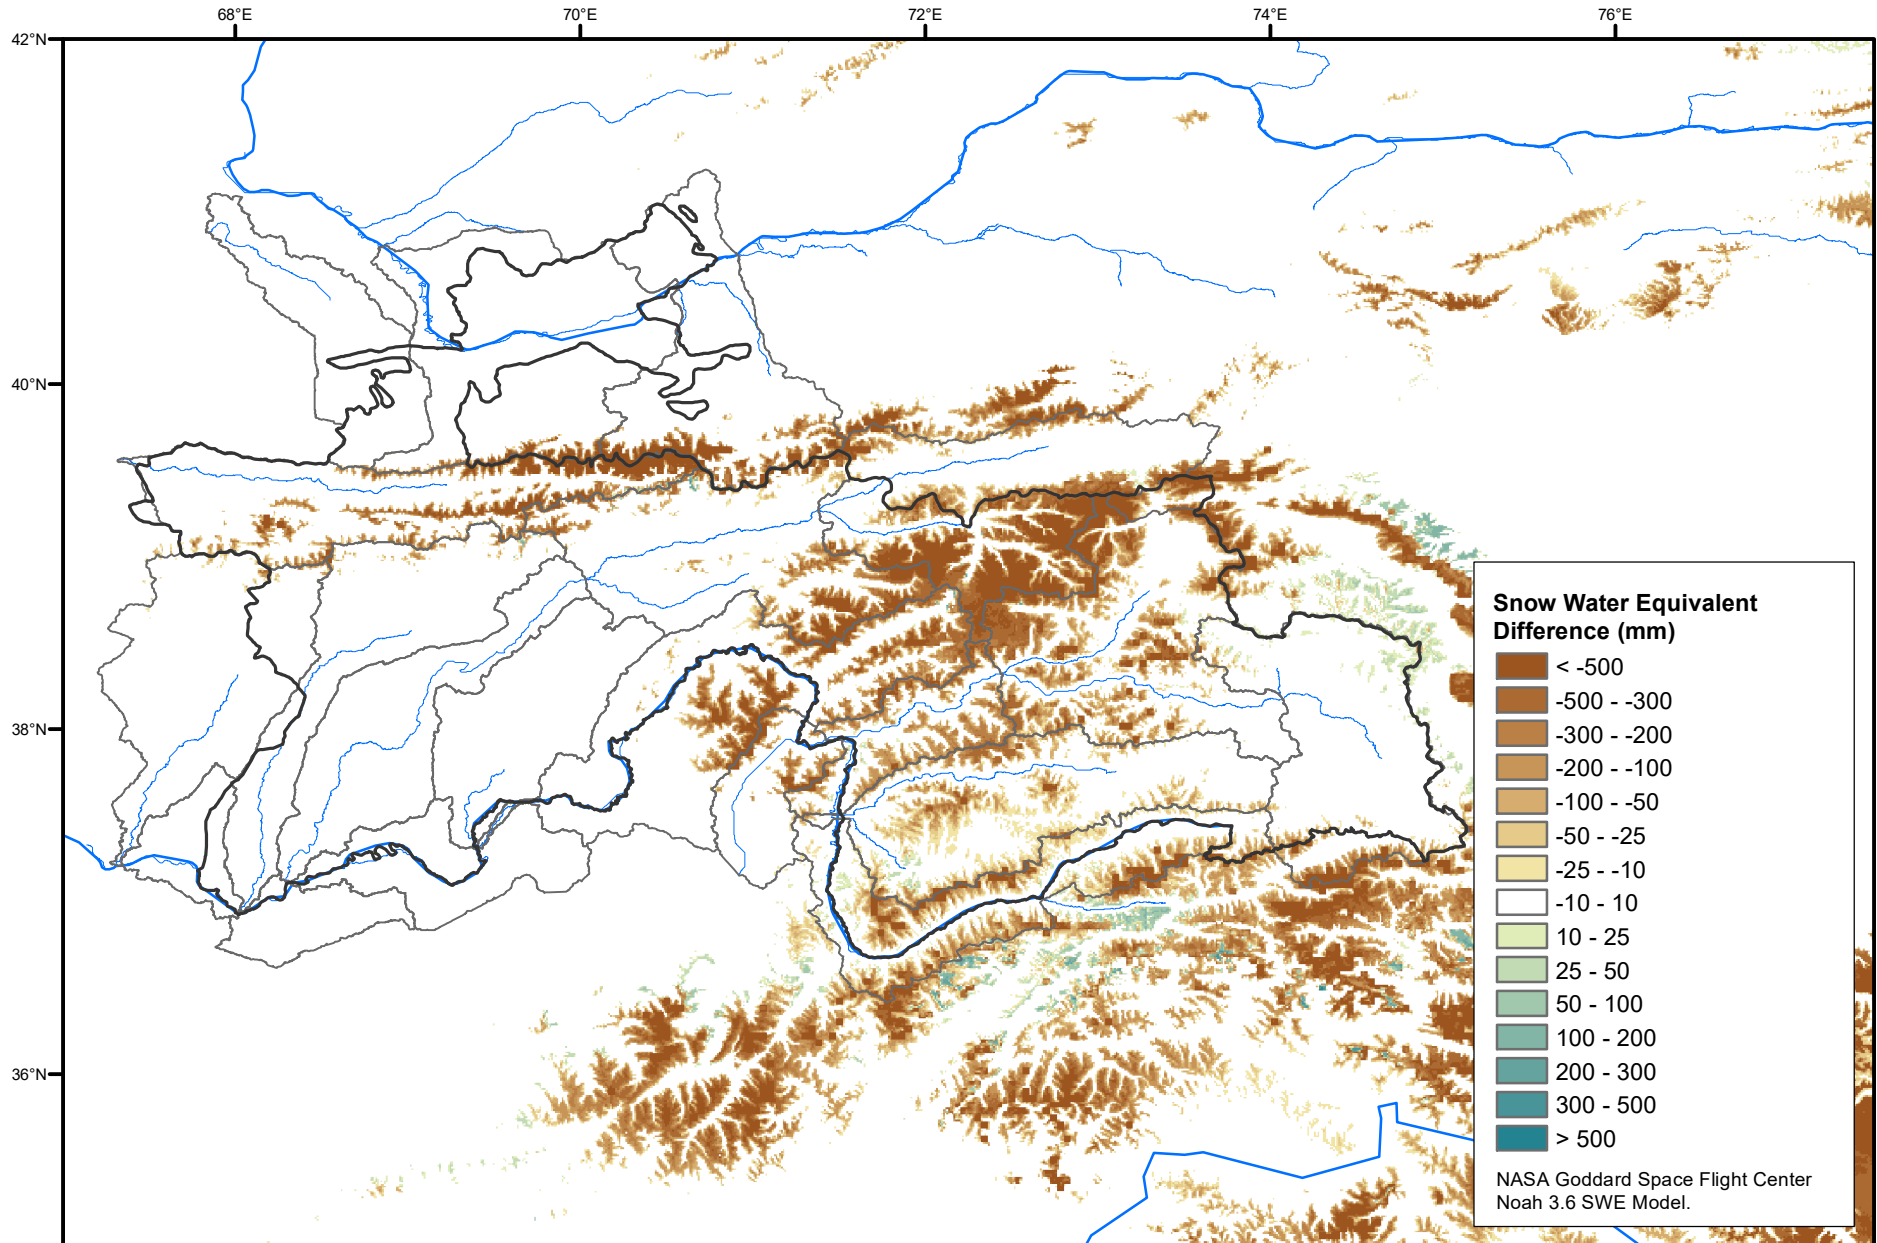 68°E 70°E 72°E 74°E 76°E
42°N
40°N
38°N
36°N
Snow Water Equivalent
Difference (mm)
< -500
-500 - -300
-300 - -200
-200 - -100
-100 - -50
-50 - -25
-25 - -10
-10 - 10
10 - 25
25 - 50
50 - 100
100 - 200
200 - 300
300 - 500
> 500
NASA Goddard Space Flight Center
Noah 3.6 SWE Model.